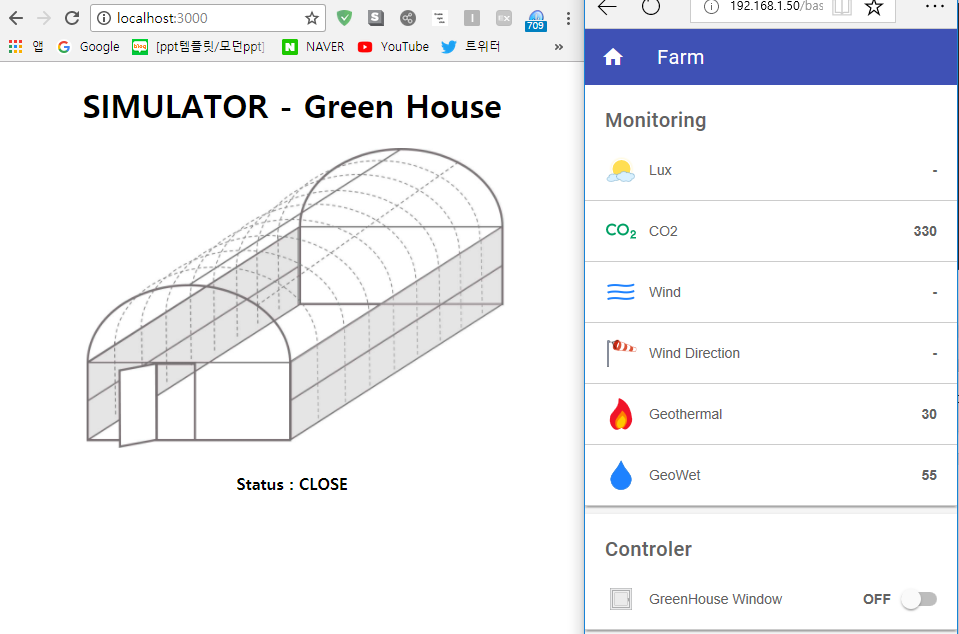 localhost:3000
S
I
Ex
709
앱
Google
blog
[ppt템플릿/모던ppt]
N
NAVER
YouTube
트위터
»
SIMULATOR - Green House
Status : CLOSE
192.168.1.50/bas
Farm
Monitoring
Lux -
CO2 CO2 330
Wind -
Wind Direction -
Geothermal 30
GeoWet 55
Controler
GreenHouse Window OFF